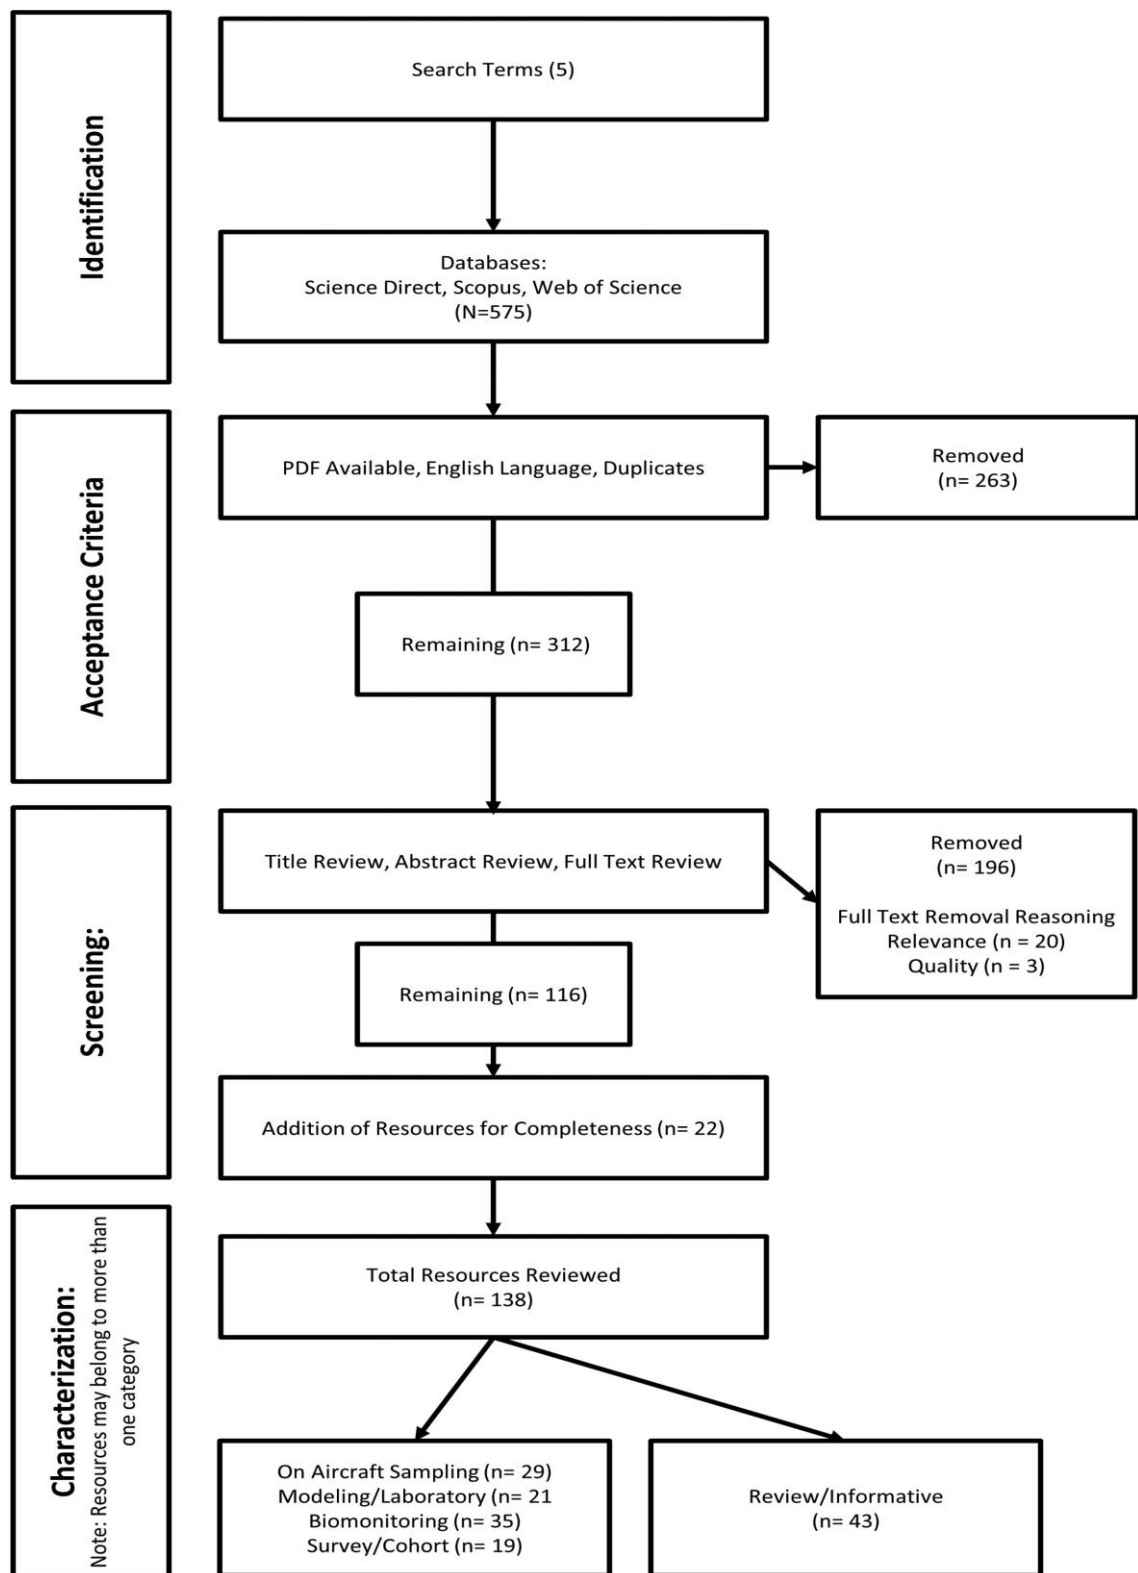 Identification
Search Terms (5)
Databases:
Science Direct, Scopus, Web of Science
(N=575)
Acceptance Criteria
PDF Available, English Language, Duplicates
Removed
(n= 263)
Remaining (n= 312)
Screening:
Title Review, Abstract Review, Full Text Review
Removed
(n= 196)
Full Text Removal Reasoning
Relevance (n = 20)
Quality (n = 3)
Remaining (n= 116)
Addition of Resources for Completeness (n= 22)
Characterization:
Note: Resources may belong to more than
one category
Total Resources Reviewed
(n= 138)
On Aircraft Sampling (n= 29)
Modeling/Laboratory (n= 21
Biomonitoring (n= 35)
Survey/Cohort (n= 19)
Review/Informative
(n= 43)